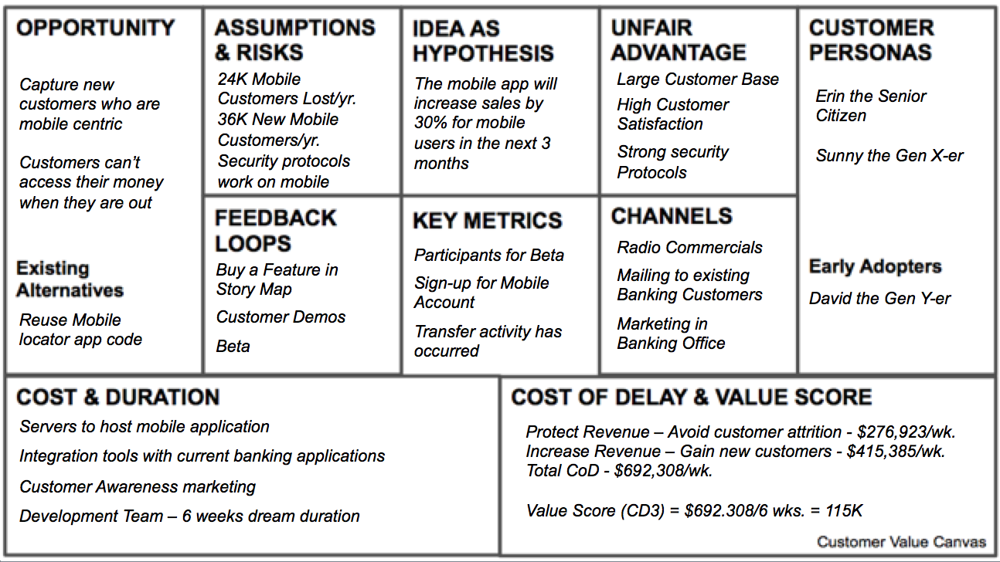 OPPORTUNITY
Capture new
customers who are
mobile centric
Customers can’t
access their money
when they are out
Existing
Alternatives
Reuse Mobile
locator app code
ASSUMPTIONS
& RISKS
24K Mobile
Customers Lost/yr.
36K New Mobile
Customers/yr.
Security protocols
work on mobile
FEEDBACK
LOOPS
Buy a Feature in
Story Map
Customer Demos
Beta
IDEA AS
HYPOTHESIS
The mobile app will
increase sales by
30% for mobile
users in the next 3
months
KEY METRICS
Participants for Beta
Sign-up for Mobile
Account
Transfer activity has
occurred
UNFAIR
ADVANTAGE
Large Customer Base
High Customer
Satisfaction
Strong security
Protocols
CHANNELS
Radio Commercials
Mailing to existing
Banking Customers
Marketing in
Banking Office
CUSTOMER
PERSONAS
Erin the Senior
Citizen
Sunny the Gen X-er
Early Adopters
David the Gen Y-er
COST & DURATION
Servers to host mobile application
Integration tools with current banking applications
Customer Awareness marketing
Development Team – 6 weeks dream duration
COST OF DELAY & VALUE SCORE
Protect Revenue – Avoid customer attrition - $276,923/wk.
Increase Revenue – Gain new customers - $415,385/wk.
Total CoD - $692,308/wk.
Value Score (CD3) = $692.308/6 wks. = 115K
Customer Value Canvas